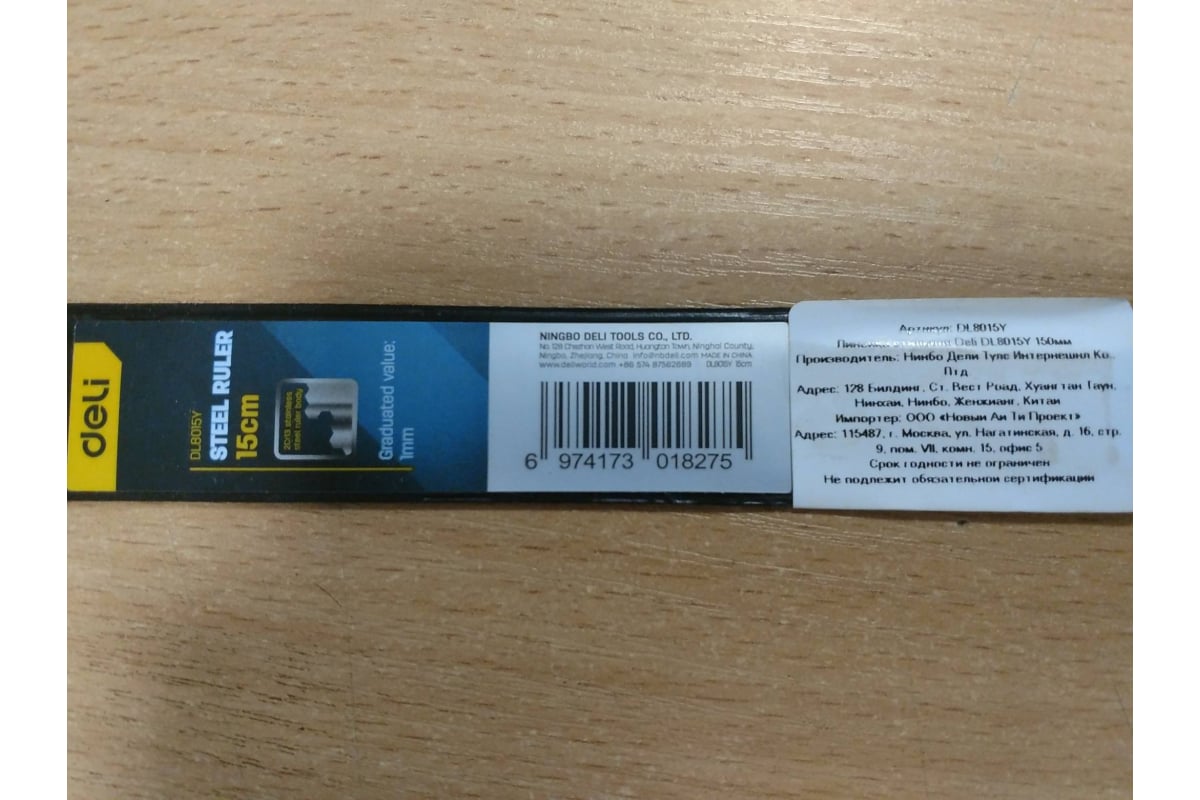 deli
DL8015Y
STEEL RULER
15cm
2Cr13 stainless
steel ruler body
Graduated value:
1mm
NINGBO DELI TOOLS CO., LTD.
No. 128 Chezhan West Road, Huangtan Town, Ninghai County,
Ningbo, Zhejiang, China info@nbdeli.com MADE IN CHINA
www.deliworld.com +86 574 87562689 DL8015Y 15cm
6 974173 018275
Артикул: DL8015Y
Deli DL8015Y 150мм
Производитель: Нинбо Дели Тулс Интернешнл Ко.,
Лтд.
Адрес: 128 Билдинг, Ст. Вест Роад, Хуангтан Таун,
Нинхай, Нинбо, Жежианг, Китай
Импортер: ООО «Новый Ай Ти Проект»
Адрес: 115487, г. Москва, ул. Нагатинская, д. 16, стр.
9, пом. VII, комн. 15, офис 5
Срок годности не ограничен
Не подлежит обязательной сертификации